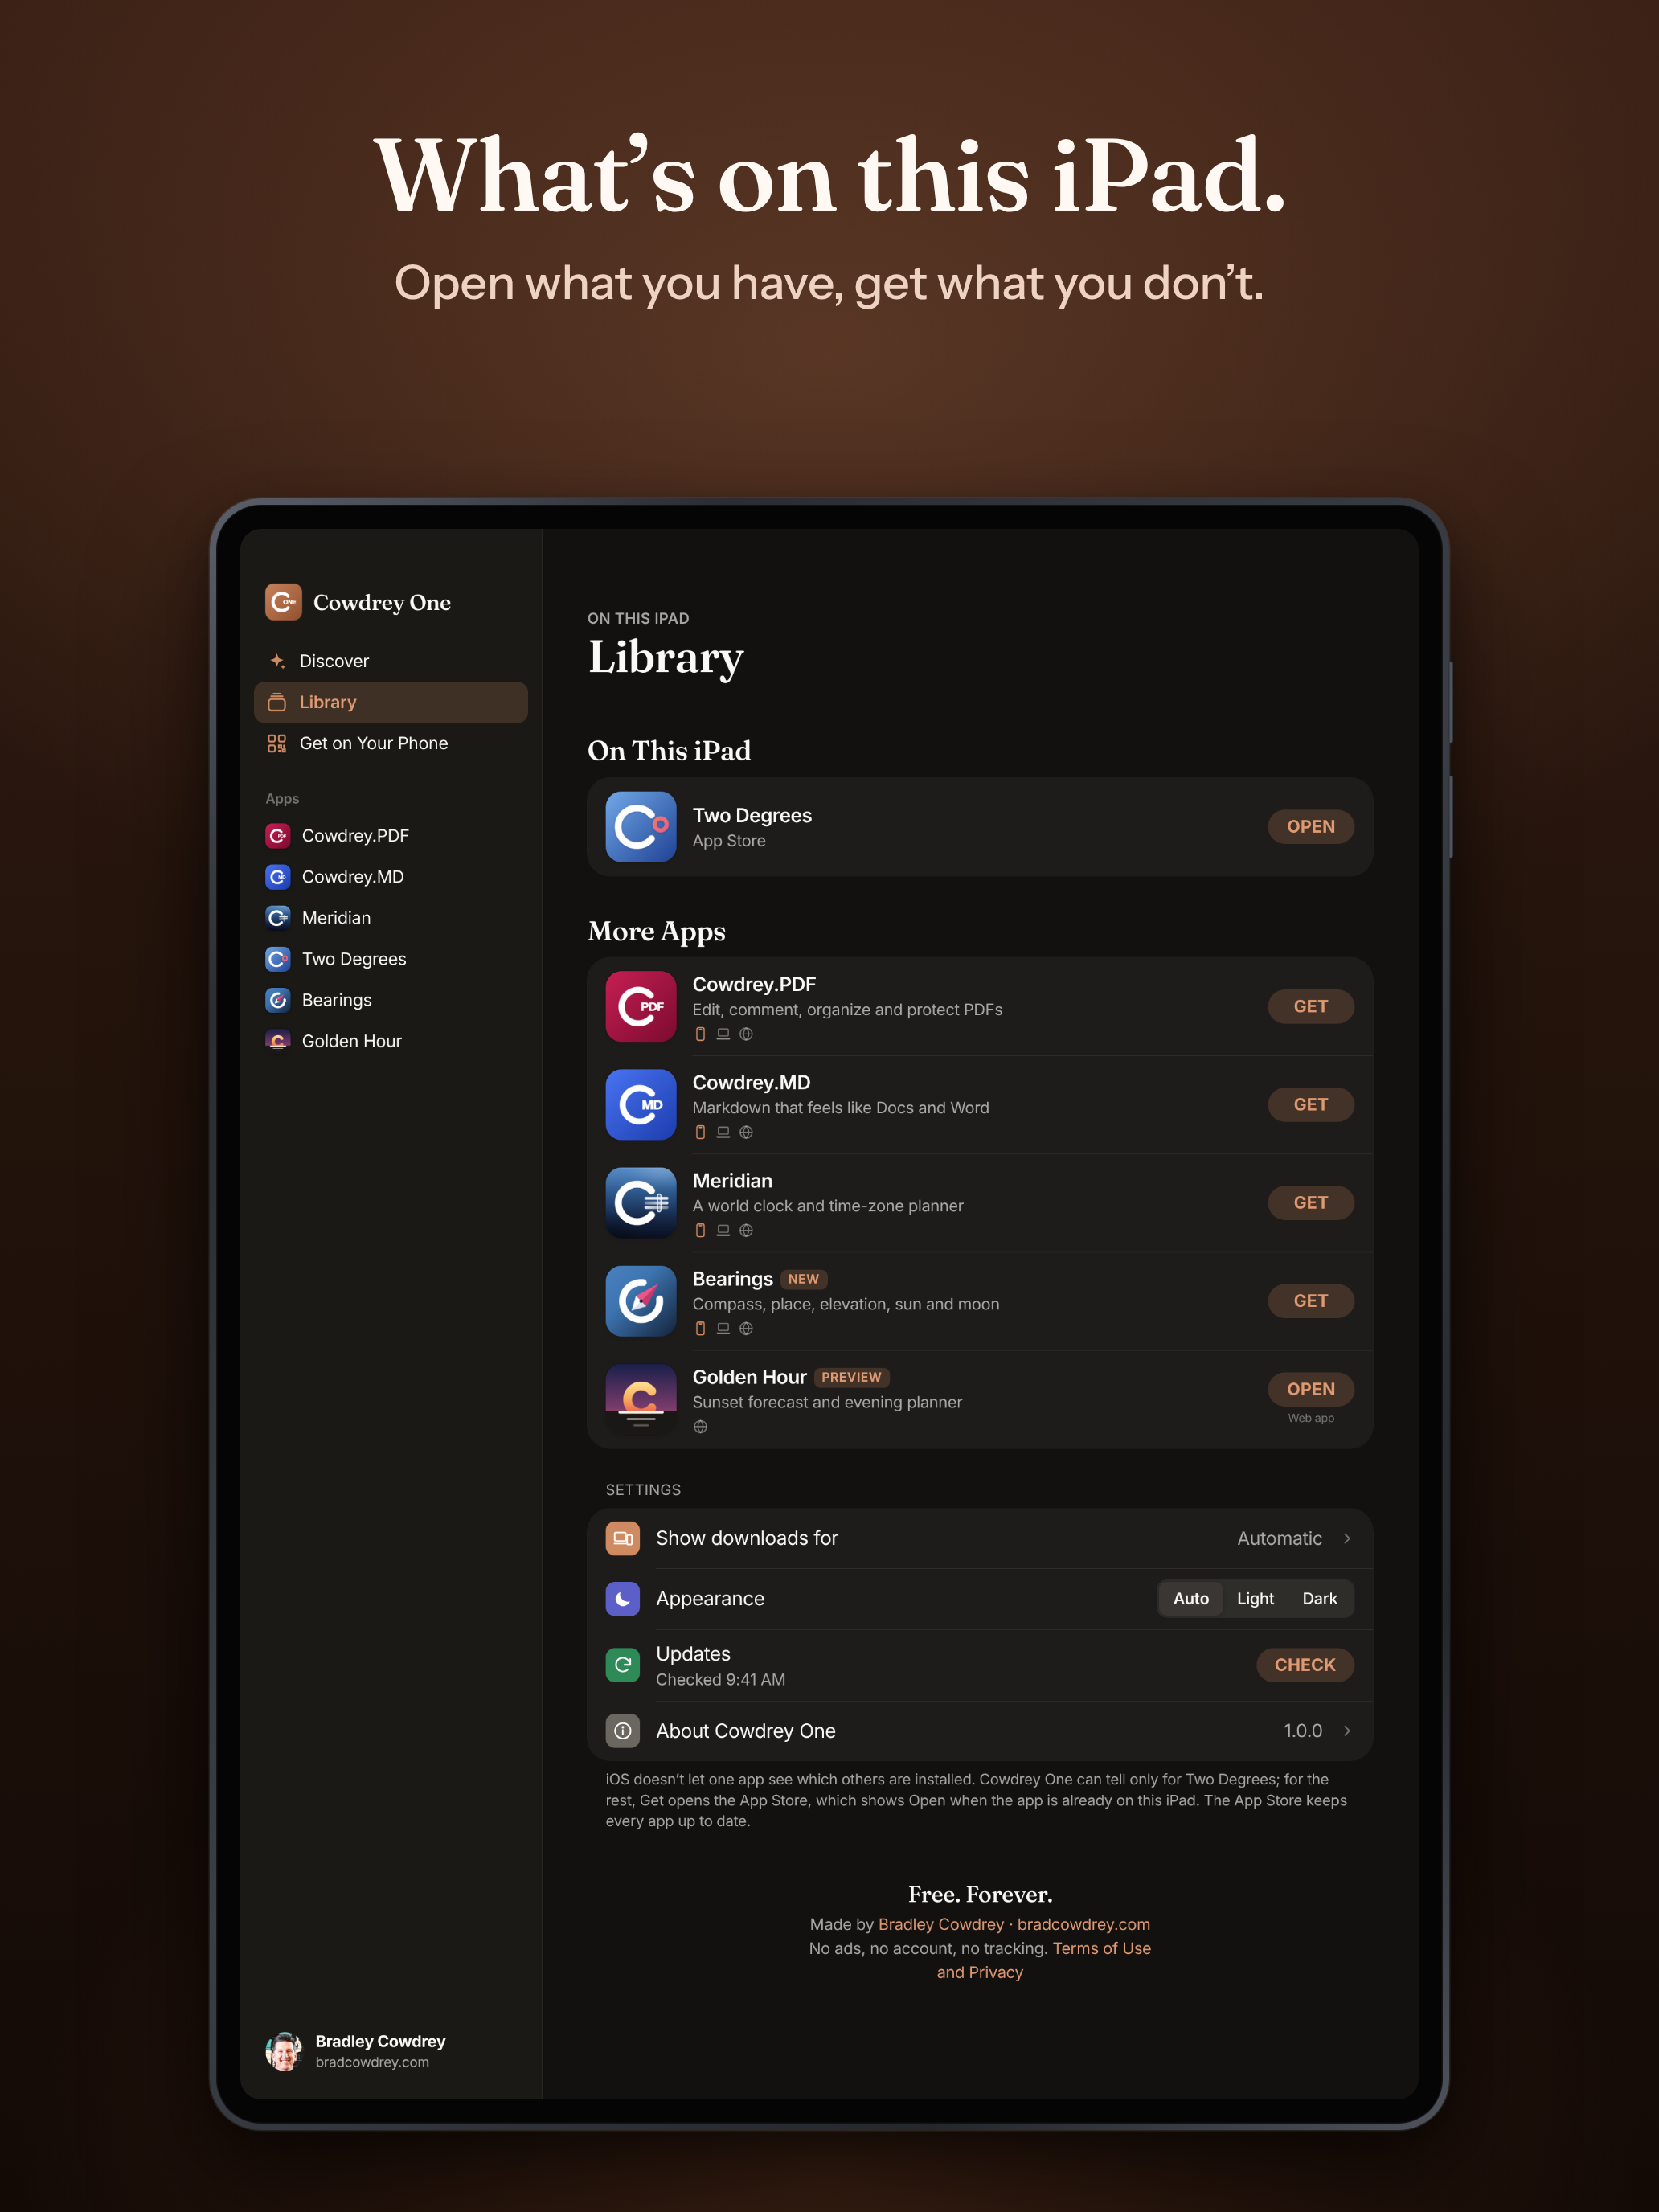 What’s on this iPad.
Open what you have, get what you don’t.
Cowdrey One
Discover
Library
Get on Your Phone
Apps
Cowdrey.PDF
Cowdrey.MD
Meridian
Two Degrees
Bearings
Golden Hour
Bradley Cowdrey
bradcowdrey.com
ON THIS IPAD
Library
On This iPad
Two Degrees
App Store
OPEN
More Apps
PDF
Cowdrey.PDF
Edit, comment, organize and protect PDFs
GET
MD
Cowdrey.MD
Markdown that feels like Docs and Word
GET
Meridian
A world clock and time-zone planner
GET
Bearings NEW
Compass, place, elevation, sun and moon
GET
Golden Hour PREVIEW
Sunset forecast and evening planner
OPEN
Web app
SETTINGS
Show downloads for Automatic
Appearance Auto Light Dark
Updates
Checked 9:41 AM
CHECK
About Cowdrey One 1.0.0
iOS doesn’t let one app see which others are installed. Cowdrey One can tell only for Two Degrees; for the
rest, Get opens the App Store, which shows Open when the app is already on this iPad. The App Store keeps
every app up to date.
Free. Forever.
Made by Bradley Cowdrey · bradcowdrey.com
No ads, no account, no tracking. Terms of Use
and Privacy